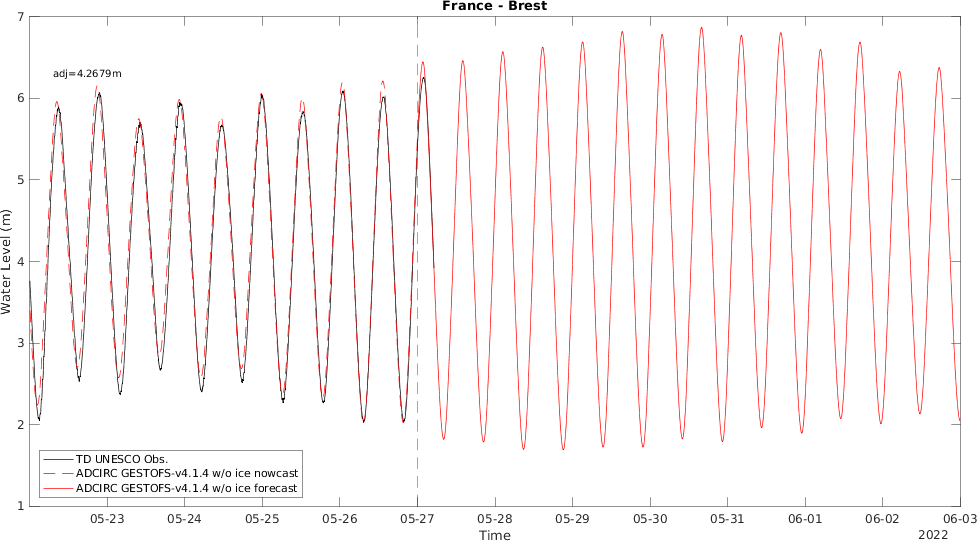 France - Brest
adj=4.2679m
7
6
5
4
3
2
1
Water Level (m)
TD UNESCO Obs.
ADCIRC GESTOFS-v4.1.4 w/o ice nowcast
ADCIRC GESTOFS-v4.1.4 w/o ice forecast
05-23 05-24 05-25 05-26 05-27 05-28 05-29 05-30 05-31 06-01 06-02 06-03
Time
2022